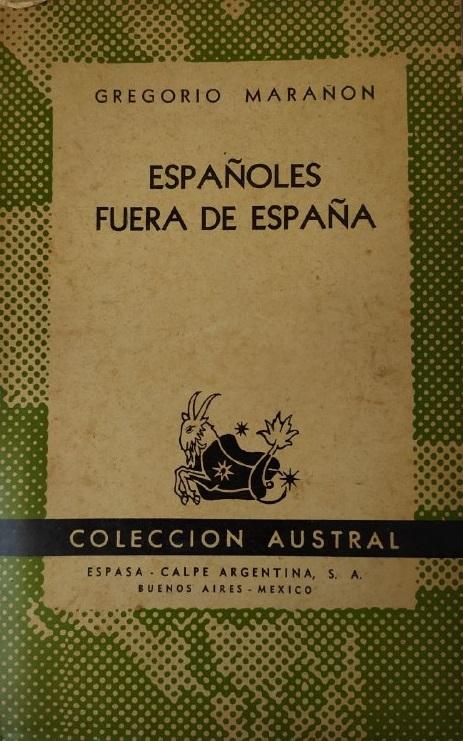 GREGORIO MARAÑON
ESPAÑOLES
FUERA DE ESPAÑA
COLECCION AUSTRAL
ESPASA - CALPE ARGENTINA, S. A.
BUENOS AIRES - MEXICO